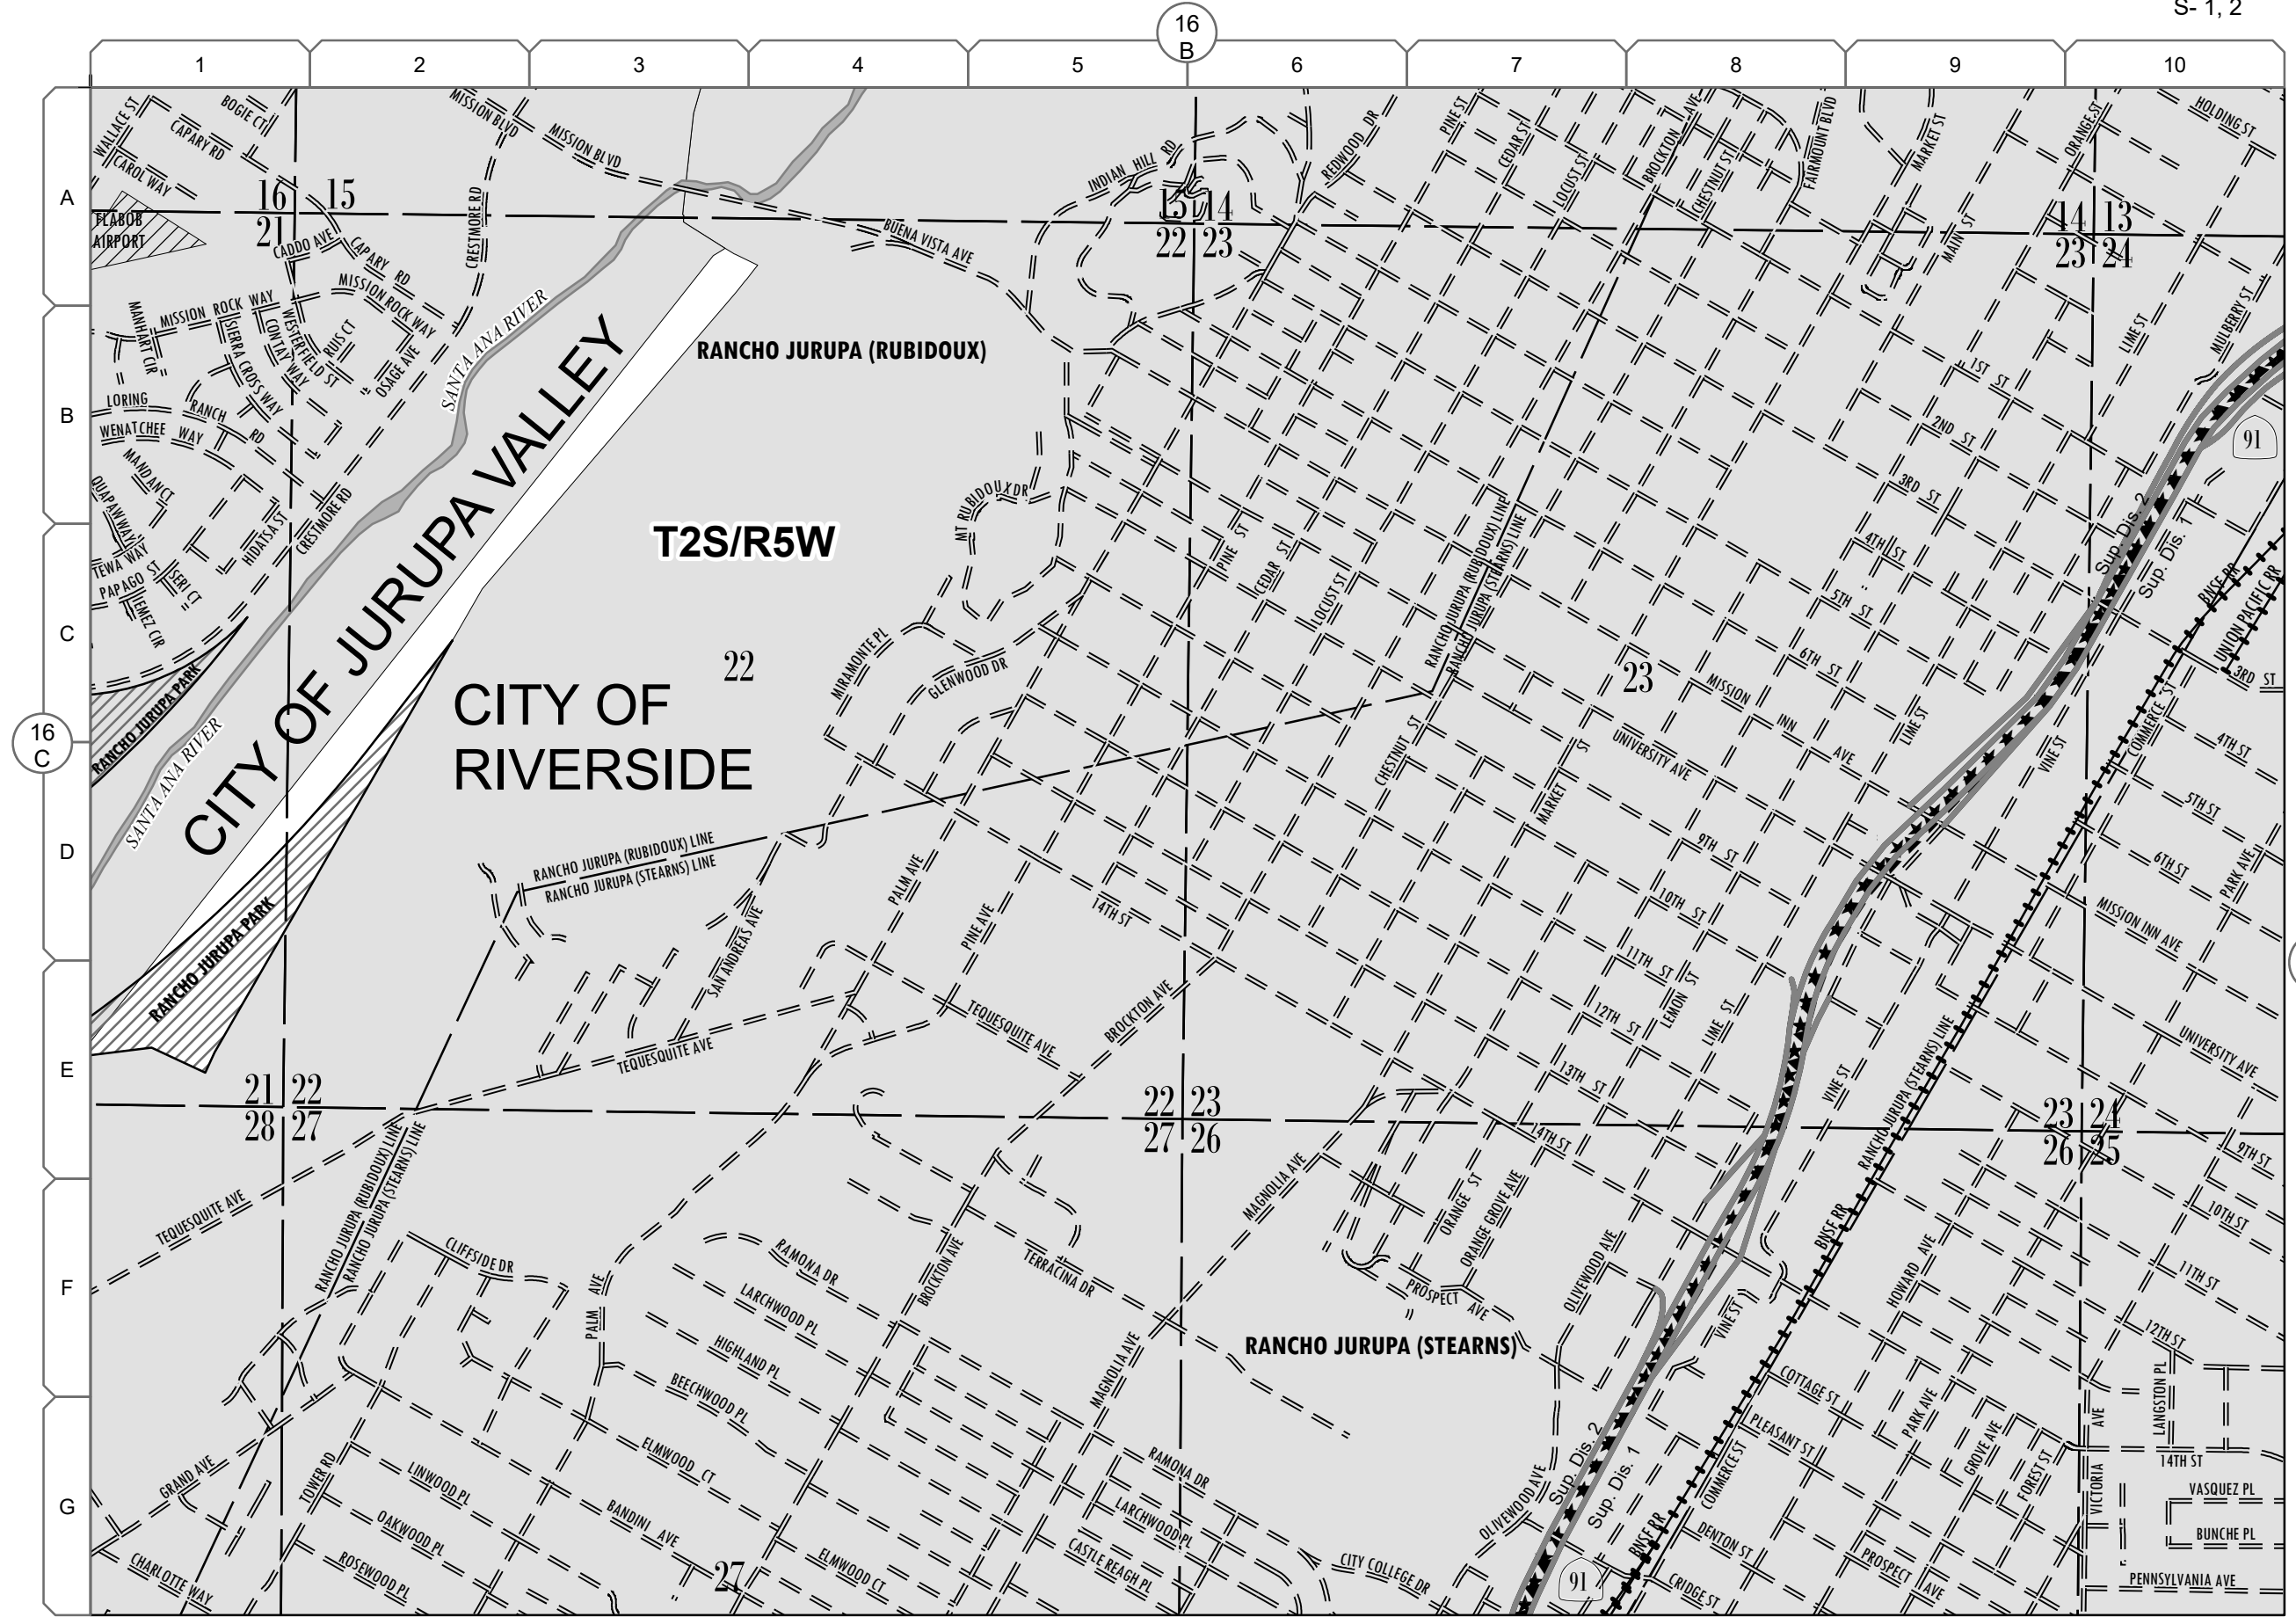 S- 1, 2
16
B
1
2
3
4
5
6
7
8
9
10
A
B
C
D
E
F
G
16
C
WALLACE ST
BOGIE CT
CAPARY RD
CAROL WAY
FLABOB
AIRPORT
16
15
21
CADDO AVE
CAPARY RD
CRESTMORE RD
MISSION BLVD
MISSION BLVD
BUENA VISTA AVE
INDIAN HILL RD
15
14
22
23
REDWOOD DR
PINE ST
CEDAR ST
LOCUST ST
BROCKTON AVE
CHESTNUT ST
FAIRMOUNT BLVD
MARKET ST
MAIN ST
ORANGE ST
HOLDING ST
14
13
23
24
MANHART CIR
MISSION ROCK WAY
MISSION ROCK WAY
SIERRA CROSS WAY
CONTAY WAY
WESTERFIELD ST
RUIS CT
OSAGE AVE
SANTA ANA RIVER
LORING RANCH RD
WENATCHEE WAY
MANDAN CT
QUAPAW WAY
HIDATSA ST
CRESTMORE RD
TEWA WAY
PAPAGO ST
SERI CT
JEMEZ CIR
RANCHO JURUPA (RUBIDOUX)
T2S/R5W
MT RUBIDOUX DR
1ST ST
2ND ST
3RD ST
4TH ST
5TH ST
6TH ST
LIME ST
MULBERRY ST
91
Sup. Dis. 2
Sup. Dis. 1
BNSF RR
UNION PACIFIC RR
3RD ST
PINE ST
CEDAR ST
LOCUST ST
RANCHO JURUPA (RUBIDOUX) LINE
RANCHO JURUPA (STEARNS) LINE
CITY OF JURUPA VALLEY
RANCHO JURUPA PARK
SANTA ANA RIVER
22
CITY OF
RIVERSIDE
MIRAMONTE PL
GLENWOOD DR
23
MISSION INN AVE
UNIVERSITY AVE
CHESTNUT ST
MARKET ST
LIME ST
VINE ST
COMMERCE ST
4TH ST
5TH ST
6TH ST
PARK AVE
MISSION INN AVE
9TH ST
10TH ST
11TH ST
12TH ST
13TH ST
14TH ST
LEMON ST
LIME ST
VINE ST
RANCHO JURUPA (RUBIDOUX) LINE
RANCHO JURUPA (STEARNS) LINE
PALM AVE
PINE AVE
14TH ST
SAN ANDREAS AVE
RANCHO JURUPA PARK
TEQUESQUITE AVE
TEQUESQUITE AVE
BROCKTON AVE
RANCHO JURUPA (STEARNS) LINE
UNIVERSITY AVE
21
22
28
27
22
23
27
26
23
24
26
25
9TH ST
10TH ST
11TH ST
12TH ST
TEQUESQUITE AVE
RANCHO JURUPA (RUBIDOUX) LINE
RANCHO JURUPA (STEARNS) LINE
CLIFFSIDE DR
PALM AVE
RAMONA DR
LARCHWOOD PL
HIGHLAND PL
BEECHWOOD PL
BROCKTON AVE
TERRACINA DR
MAGNOLIA AVE
MAGNOLIA AVE
ORANGE ST
ORANGE GROVE AVE
PROSPECT AVE
OLIVEWOOD AVE
VINE ST
BNSF RR
HOWARD AVE
RANCHO JURUPA (STEARNS)
COTTAGE ST
PLEASANT ST
PARK AVE
GROVE AVE
FOREST ST
VICTORIA AVE
LANGSTON PL
14TH ST
VASQUEZ PL
BUNCHE PL
PENNSYLVANIA AVE
GRAND AVE
TOWER RD
LINWOOD PL
OAKWOOD PL
ROSEWOOD PL
CHARLOTTE WAY
ELMWOOD CT
BANDINI AVE
27
ELMWOOD CT
RAMONA DR
LARCHWOOD PL
CASTLE REAGH PL
CITY COLLEGE DR
OLIVEWOOD AVE
Sup. Dis. 2
Sup. Dis. 1
91
BNSF RR
COMMERCE ST
DENTON ST
CRIDGE ST
PROSPECT AVE